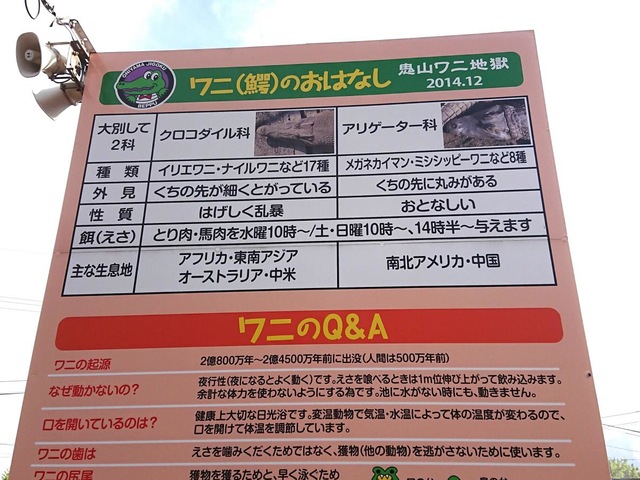 ONIYAMA JIGOKU
BEPPU
ワニ(鰐)のおはなし
鬼山ワニ地獄
2014.12
大別して
2科
クロコダイル科
アリゲーター科
種類
イリエワニ・ナイルワニなど17種
メガネカイマン・ミシシッピーワニなど8種
外見
くちの先が細くとがっている
くちの先に丸みがある
性質
はげしく乱暴
おとなしい
餌(えさ)
とり肉・馬肉を水曜10時〜/土・日曜10時〜、14時半〜与えます
主な生息地
アフリカ・東南アジア
オーストラリア・中米
南北アメリカ・中国
ワニのQ&A
ワニの起源
2億800万年〜2億4500万年前に出没(人間は500万年前)
なぜ動かないの?
夜行性(夜になるとよく動く)です。えさを喰べるときは1m位伸び上がって飲み込みます。
余計な体力を使わないようにする為です。池に水がない時にも、動きません。
口を開いているのは?
健康上大切な日光浴です。変温動物で気温・水温によって体の温度が変わるので、
口を開けて体温を調節しています。
ワニの歯は
えさを噛みくだくためではなく、獲物(他の動物)を逃がさないために使います。
ワニの尻尾
獲物を獲るためと、早く泳ぐため